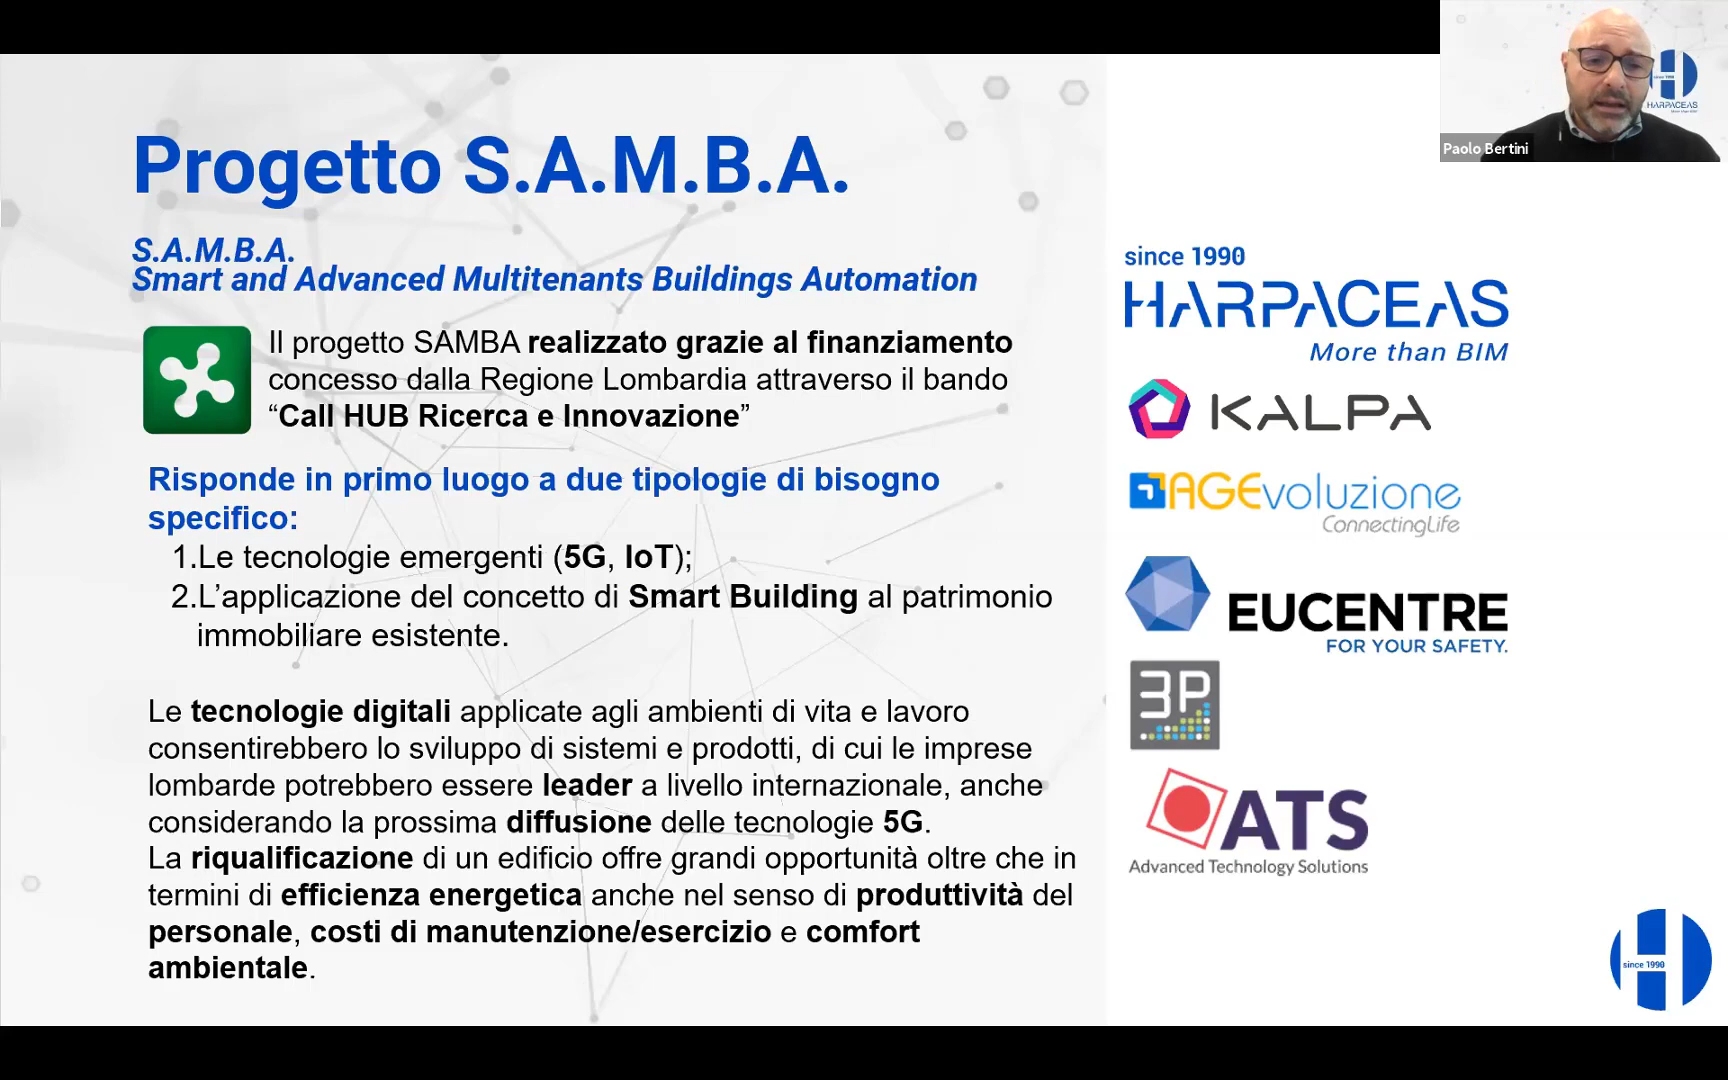 Progetto S.A.M.B.A.
S.A.M.B.A.
Smart and Advanced Multitenants Buildings Automation
Il progetto SAMBA realizzato grazie al finanziamento
concesso dalla Regione Lombardia attraverso il bando
“Call HUB Ricerca e Innovazione”
Risponde in primo luogo a due tipologie di bisogno
specifico:
1.Le tecnologie emergenti (5G, IoT);
2.L’applicazione del concetto di Smart Building al patrimonio
immobiliare esistente.
Le tecnologie digitali applicate agli ambienti di vita e lavoro
consentirebbero lo sviluppo di sistemi e prodotti, di cui le imprese
lombarde potrebbero essere leader a livello internazionale, anche
considerando la prossima diffusione delle tecnologie 5G.
La riqualificazione di un edificio offre grandi opportunità oltre che in
termini di efficienza energetica anche nel senso di produttività del
personale, costi di manutenzione/esercizio e comfort
ambientale.
since 1990
HARPACEAS
Paolo Bertini
since 1990
HARPACEAS
More than BIM
KALPA
AGEvoluzione
ConnectingLife
EUCENTRE
FOR YOUR SAFETY.
3P
ATS
Advanced Technology Solutions
since 1990